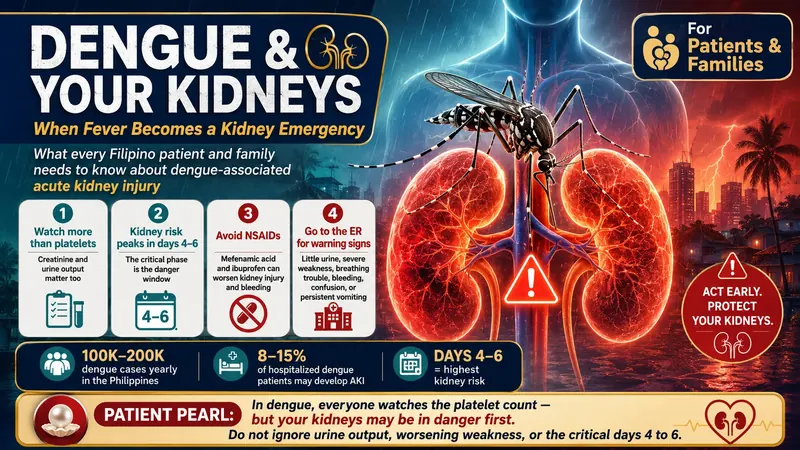 DENGUE &
YOUR KIDNEYS
When Fever Becomes a Kidney Emergency
What every Filipino patient and family
needs to know about dengue-associated
acute kidney injury
For
Patients &
Families
1
Watch more
than platelets
Creatinine and
urine output
matter too
2
Kidney risk
peaks in days 4–6
The critical phase
is the danger
window
4–6
3
Avoid NSAIDs
Mefenamic acid
and ibuprofen can
worsen kidney injury
and bleeding
4
Go to the ER
for warning signs
Little urine, severe
weakness, breathing
trouble, bleeding,
confusion, or
persistent vomiting
ACT EARLY.
PROTECT
YOUR KIDNEYS.
100K–200K
dengue cases yearly
in the Philippines
8–15%
of hospitalized dengue
patients may develop AKI
DAYS 4–6
= highest
kidney risk
PATIENT PEARL:
In dengue, everyone watches the platelet count —
but your kidneys may be in danger first.
Do not ignore urine output, worsening weakness, or the critical days 4 to 6.